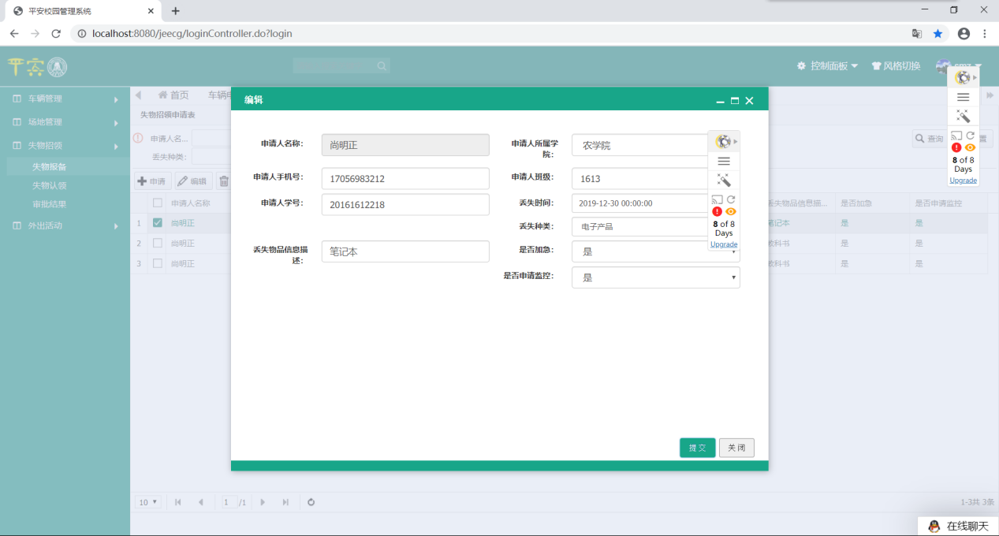 平安校园管理系统
localhost:8080/jeecg/loginController.do?login
平安
控制面板
风格切换
smz
车辆管理
场地管理
失物招领
失物报备
失物认领
审批结果
外出活动
首页
车辆申
失物招领申请表
申请人名...
丢失种类:
查询
置
申请
编辑
申请人名称
丢失物品信息描...
是否加急
是否申请监控
1 尚明正 笔记本 是 是
2 尚明正 教科书 是 是
3 尚明正 教科书 是 是
编辑
申请人名称: 尚明正
申请人所属学院: 农学院
申请人手机号: 17056983212
申请人班级: 1613
申请人学号: 20161612218
丢失时间: 2019-12-30 00:00:00
丢失种类: 电子产品
丢失物品信息描述: 笔记本
是否加急: 是
是否申请监控: 是
8 of 8
Days
Upgrade
8 of 8
Days
Upgrade
提交
关闭
10
1 /1
1-3共 3条
在线聊天